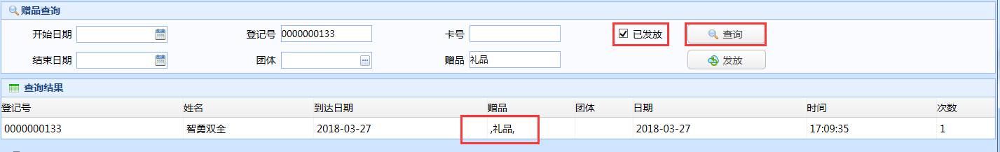 赠品查询
开始日期 登记号 0000000133 卡号 已发放 查询
结束日期 团体 ... 赠品 礼品 发放
查询结果
登记号 姓名 到达日期 赠品 团体 日期 时间 次数
0000000133 智勇双全 2018-03-27 ,礼品, 2018-03-27 17:09:35 1